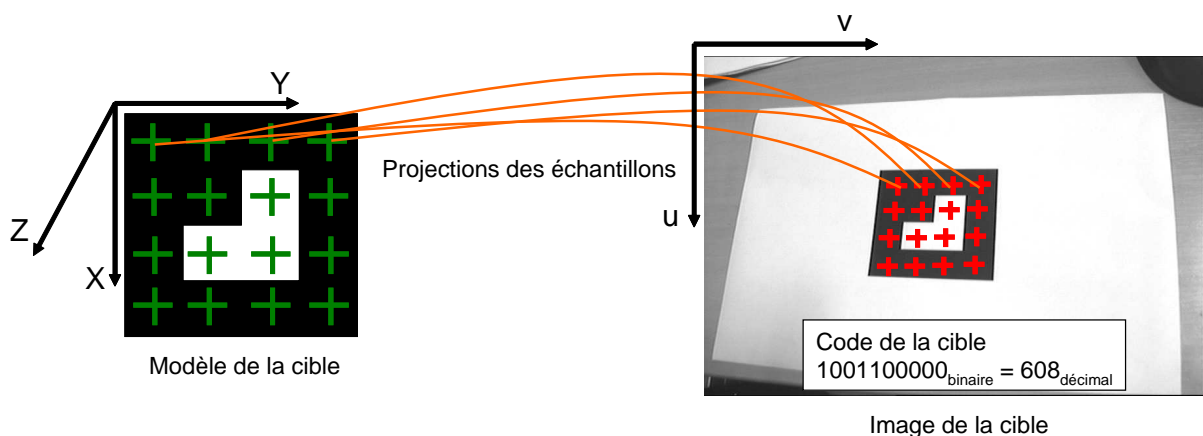 v
Y
Projections des échantillons
Z
X
u
Modèle de la cible
Code de la cible
1001100000binaire = 608décimal
Image de la cible